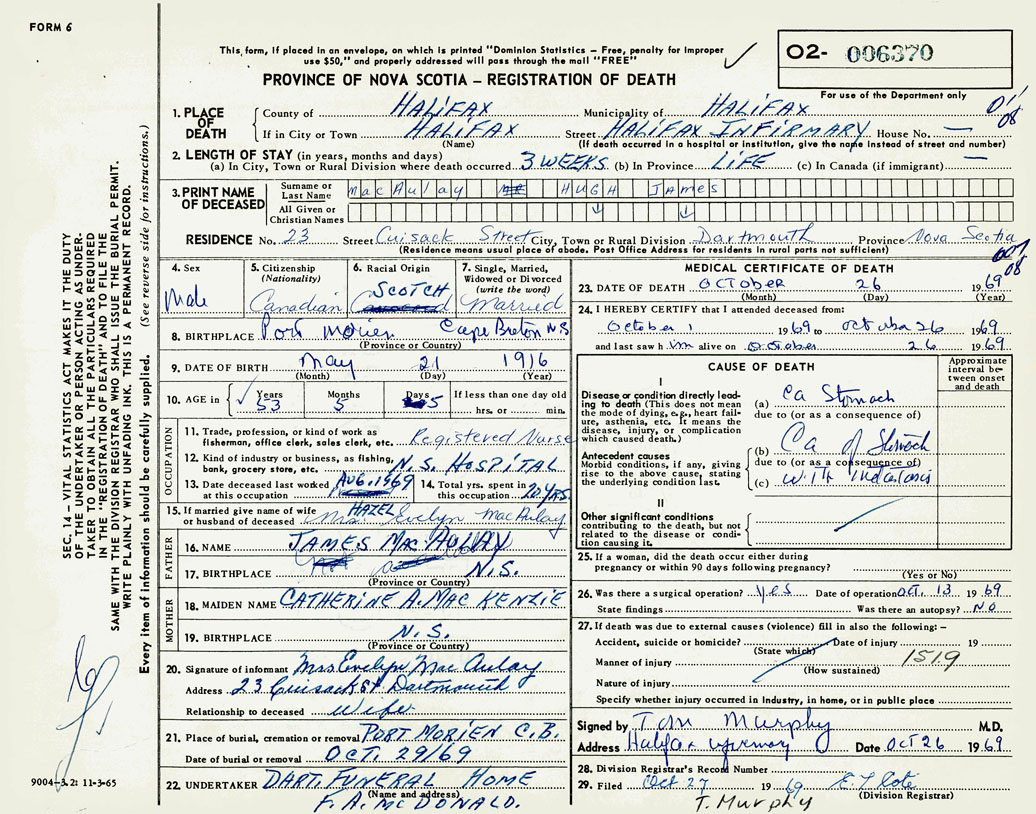 FORM 6
This form, if placed in an envelope, on which is printed "Dominion Statistics – Free, penalty for improper
use $50," and properly addressed will pass through the mail "FREE"
PROVINCE OF NOVA SCOTIA – REGISTRATION OF DEATH
02- 006370
For use of the Department only
1. PLACE OF DEATH
County of HALIFAX Municipality of HALIFAX
If in City or Town HALIFAX Street HALIFAX INFIRMARY House No. —
(Name) (If death occurred in a hospital or institution, give the name instead of street and number)
2. LENGTH OF STAY (in years, months and days)
(a) In City, Town or Rural Division where death occurred 3 WEEKS (b) In Province LIFE (c) In Canada (if immigrant) —
3. PRINT NAME OF DECEASED
Surname or Last Name MacAulay HUGH James
All Given or Christian Names
RESIDENCE No. 23 Street Cuisack Street City, Town or Rural Division Dartmouth Province Nova Scotia
(Residence means usual place of abode. Post Office Address for residents in rural parts not sufficient)
4. Sex
Male
5. Citizenship
(Nationality)
Canadian
6. Racial Origin
SCOTCH
7. Single, Married, Widowed or Divorced
(write the word)
Married
8. BIRTHPLACE Port Morien Cape Breton NS
(Province or Country)
9. DATE OF BIRTH May 21 1916
(Month) (Day) (Year)
10. AGE in Years Months Days If less than one day old
53 5 5 hrs. or min.
OCCUPATION
11. Trade, profession, or kind of work as
fisherman, office clerk, sales clerk, etc. Registered Nurse
12. Kind of industry or business, as fishing,
bank, grocery store, etc. N.S. HOSPITAL
13. Date deceased last worked at this occupation AUG. 1969
14. Total yrs. spent in this occupation 20 YRS.
15. If married give name of wife
or husband of deceased Mrs. HAZEL Evelyn MacAulay
FATHER
16. NAME JAMES MAC AULAY
17. BIRTHPLACE N.S.
(Province or Country)
MOTHER
18. MAIDEN NAME CATHERINE A. MAC KENZIE
19. BIRTHPLACE N.S.
(Province or Country)
20. Signature of informant Mrs Evelyn Mac Aulay
Address 23 Cuisack St Dartmouth
Relationship to deceased Wife
21. Place of burial, cremation or removal PORT MORIEN C.B.
Date of burial or removal OCT. 29/69
22. UNDERTAKER DART. FUNERAL HOME
(Name and address)
F. A. McDONALD.
MEDICAL CERTIFICATE OF DEATH
23. DATE OF DEATH OCTOBER 26 1969
(Month) (Day) (Year)
24. I HEREBY CERTIFY that I attended deceased from:
October 1 1969 to October 26 1969
and last saw him alive on October 26 1969
CAUSE OF DEATH
Approximate interval between onset and death
I
Disease or condition directly leading to death (This does not mean the mode of dying, e.g., heart failure, asthenia, etc. It means the disease, injury, or complication which caused death.)
(a) Ca Stomach
due to (or as a consequence of)
Antecedent causes
Morbid conditions, if any, giving rise to the above cause, stating the underlying condition last.
(b) Ca of Stomach
due to (or as a consequence of)
(c) with metastasis
II
Other significant conditions
contributing to the death, but not related to the disease or condition causing it.
25. If a woman, did the death occur either during
pregnancy or within 90 days following pregnancy?
(Yes or No)
26. Was there a surgical operation? yes Date of operation OCT. 13 1969
State findings Was there an autopsy? NO
27. If death was due to external causes (violence) fill in also the following: –
Accident, suicide or homicide? Date of injury 19
(State which)
Manner of injury 1519
(How sustained)
Nature of injury
Specify whether injury occurred in Industry, in home, or in public place
Signed by Tom Murphy M.D.
Address Halifax Infirmary Date OCT 26 1969
28. Division Registrar's Record Number
29. Filed Oct 27 1969
(Division Registrar)
T. Murphy
SEC. 14 – VITAL STATISTICS ACT MAKES IT THE DUTY
OF THE UNDERTAKER OR PERSON ACTING AS UNDER-
TAKER TO OBTAIN ALL THE PARTICULARS REQUIRED
IN THE "REGISTRATION OF DEATH" AND TO FILE THE
SAME WITH THE DIVISION REGISTRAR WHO SHALL ISSUE THE BURIAL PERMIT.
WRITE PLAINLY WITH UNFADING INK. THIS IS A PERMANENT RECORD.
Every item of information should be carefully supplied. (See reverse side for instructions.)
9004-3.2: 11-3-65